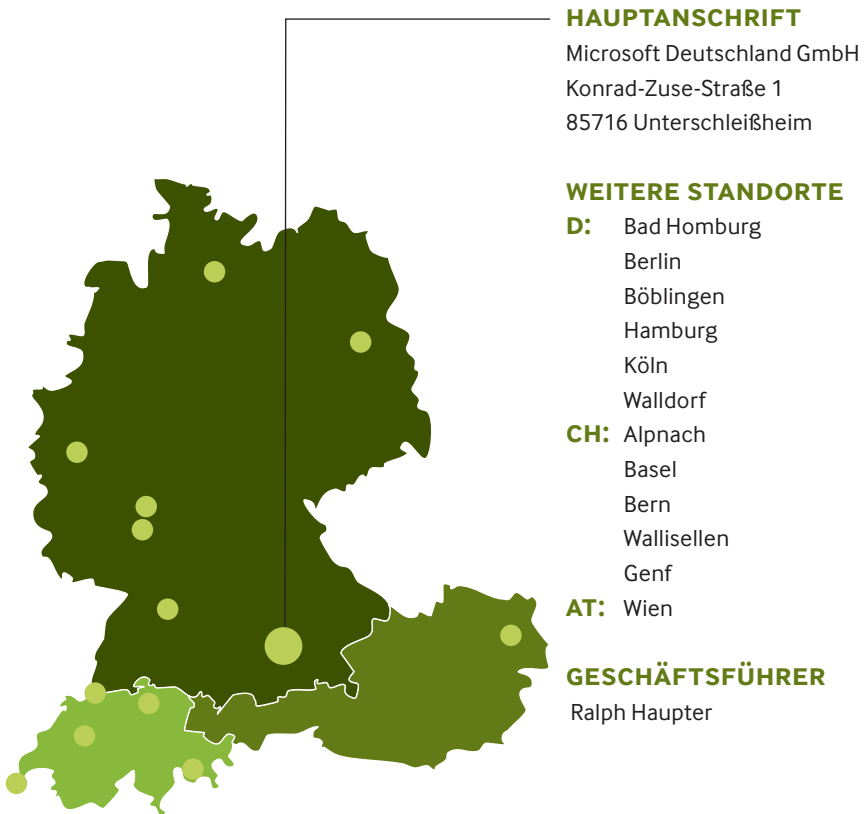 HAUPTANSCHRIFT
Microsoft Deutschland GmbH
Konrad-Zuse-Straße 1
85716 Unterschleißheim
WEITERE STANDORTE
D: Bad Homburg
Berlin
Böblingen
Hamburg
Köln
Walldorf
CH: Alpnach
Basel
Bern
Wallisellen
Genf
AT: Wien
GESCHÄFTSFÜHRER
Ralph Haupter